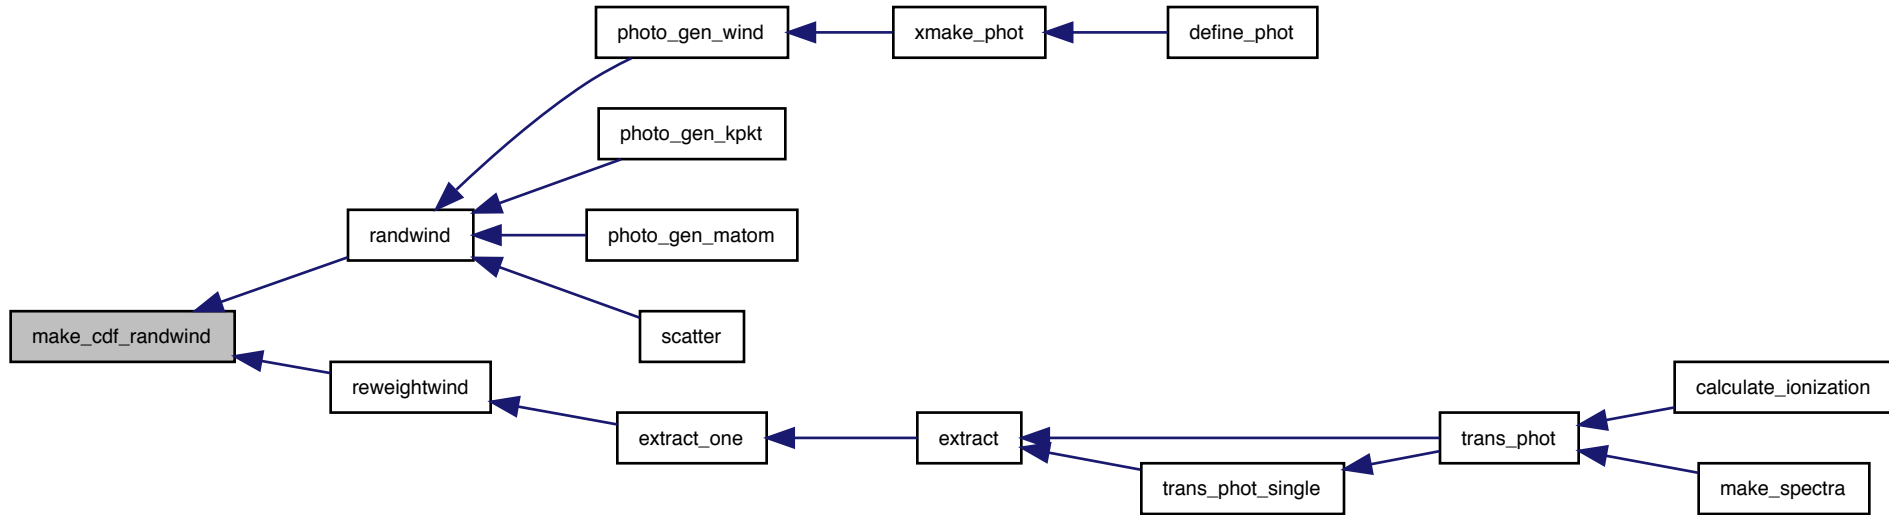 photo_gen_wind
xmake_phot
define_phot
photo_gen_kpkt
randwind
photo_gen_matom
make_cdf_randwind
scatter
reweightwind
calculate_ionization
extract_one
extract
trans_phot
trans_phot_single
make_spectra